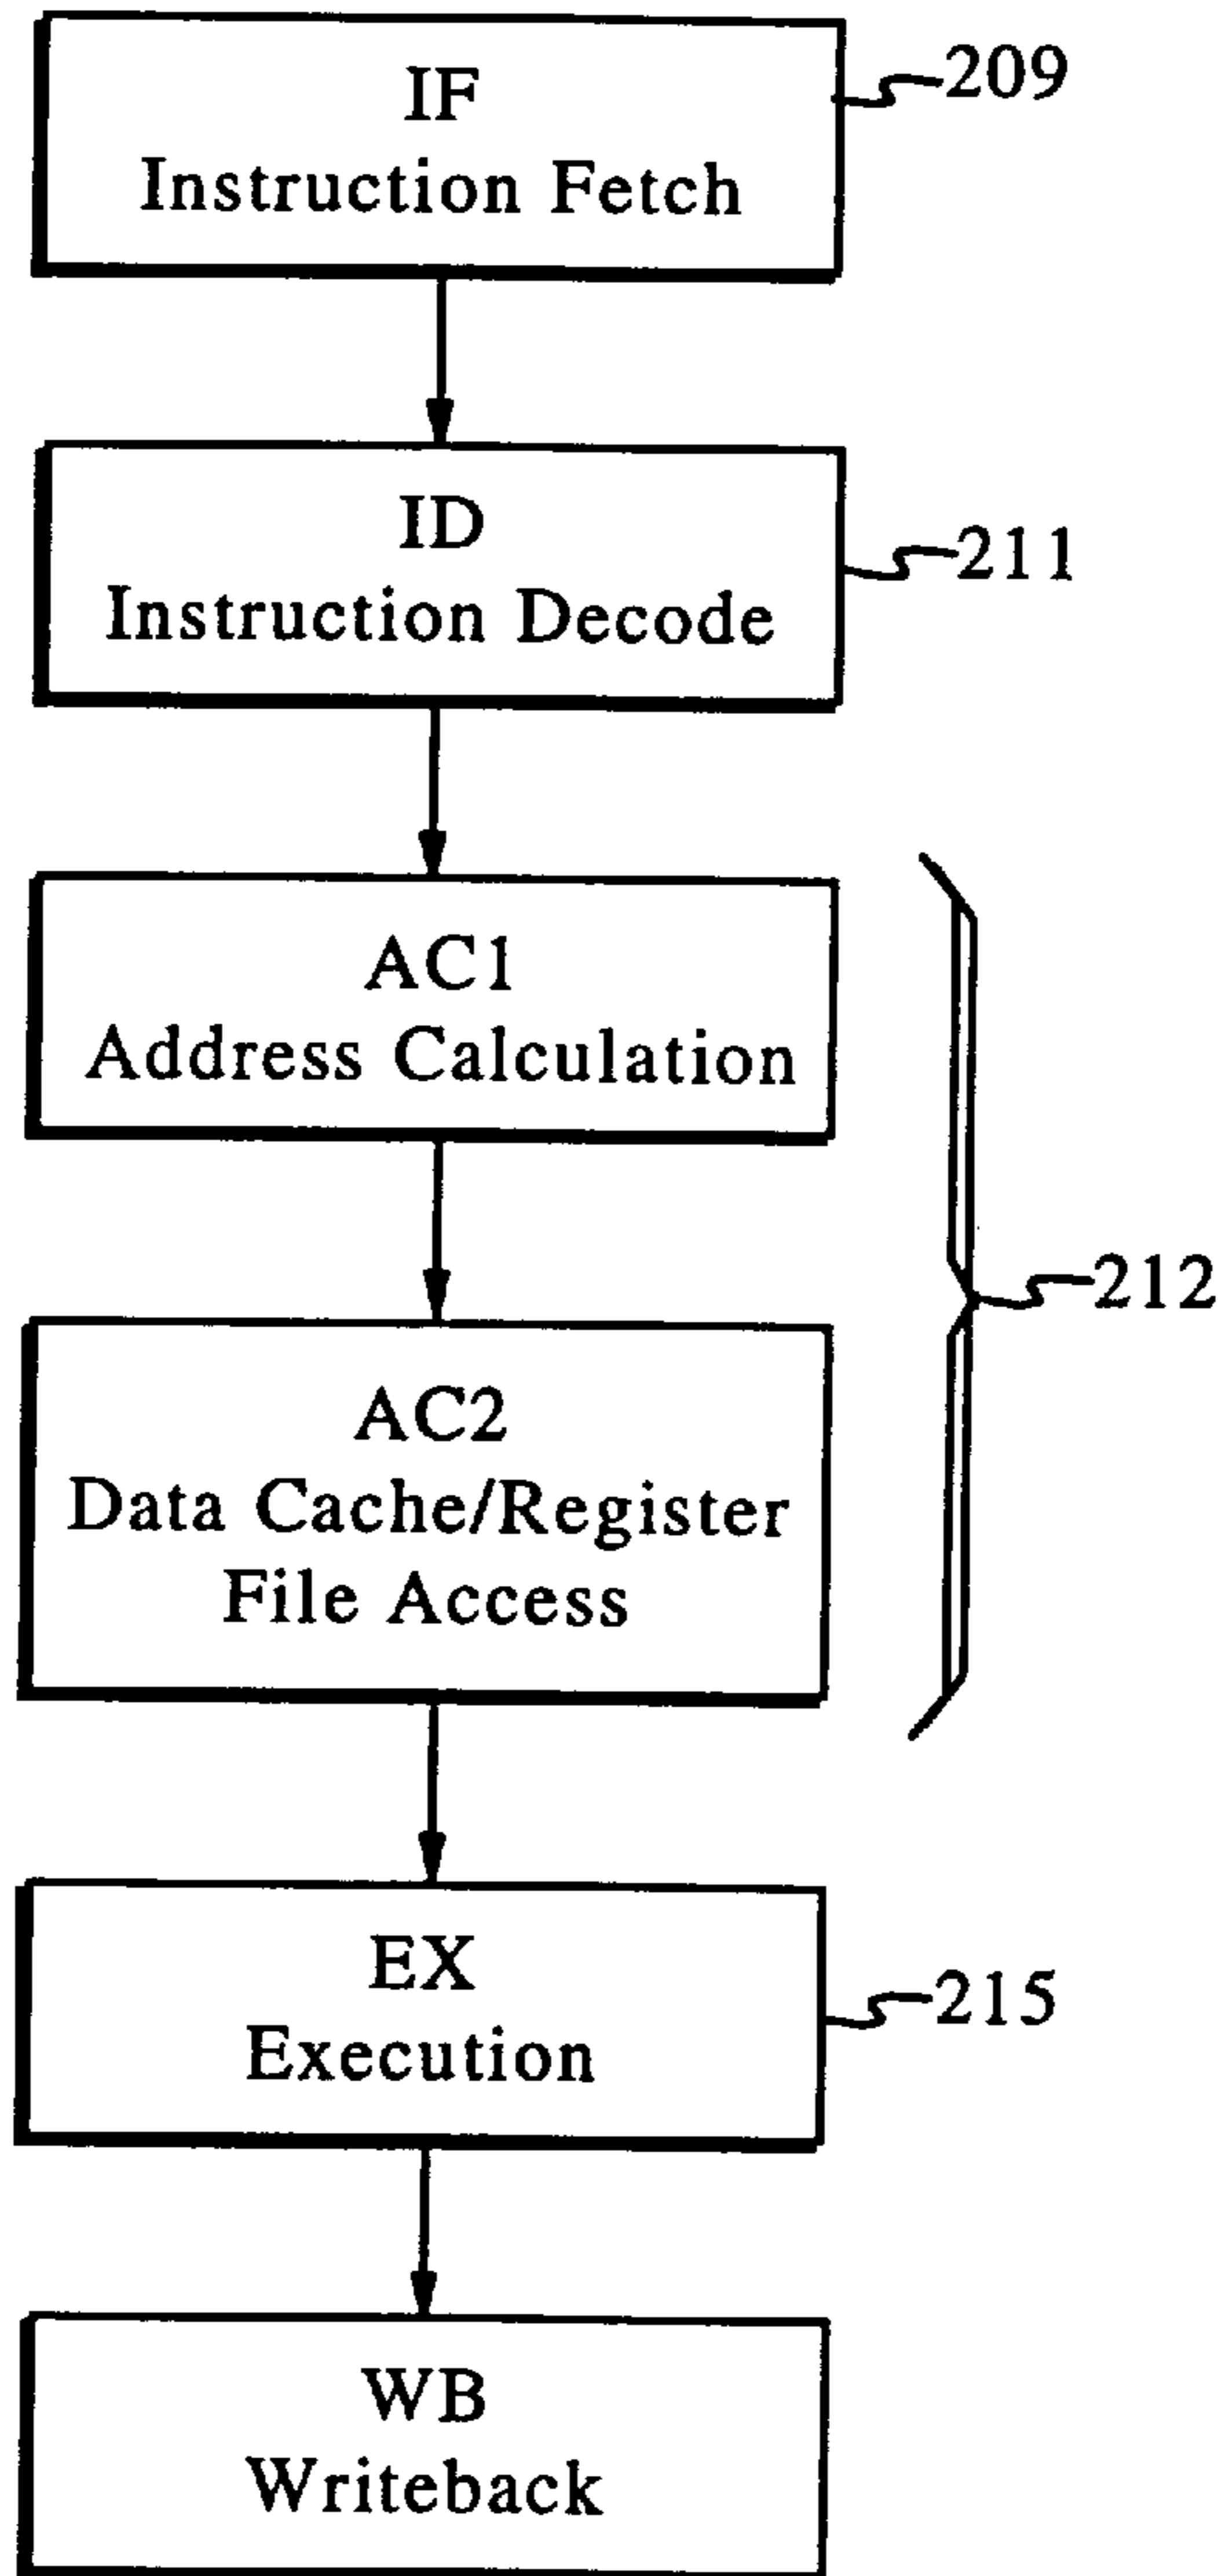 IF
Instruction Fetch
209
ID
Instruction Decode
211
AC1
Address Calculation
212
AC2
Data Cache/Register
File Access
EX
Execution
215
WB
Writeback